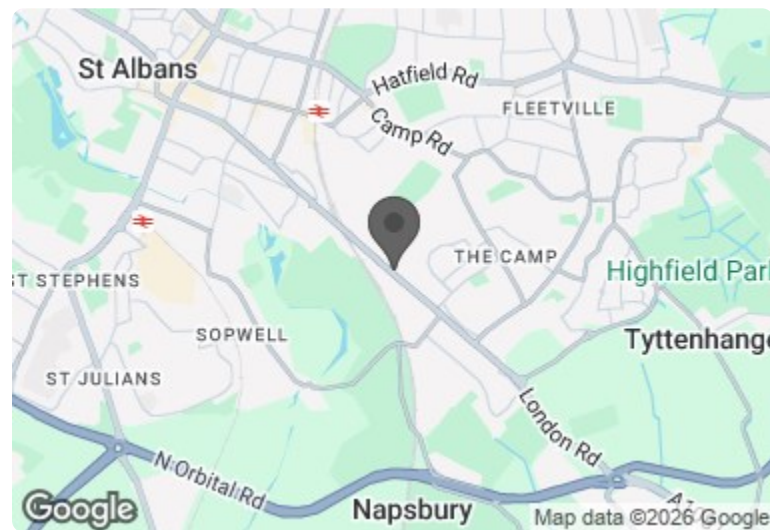 St Albans
Hatfield Rd
FLEETVILLE
Camp Rd
THE CAMP
ST STEPHENS
Highfield Park
SOPWELL
Tyttenhange
ST JULIANS
London Rd
N Orbital Rd
Napsbury
Google
Map data ©2026 Google